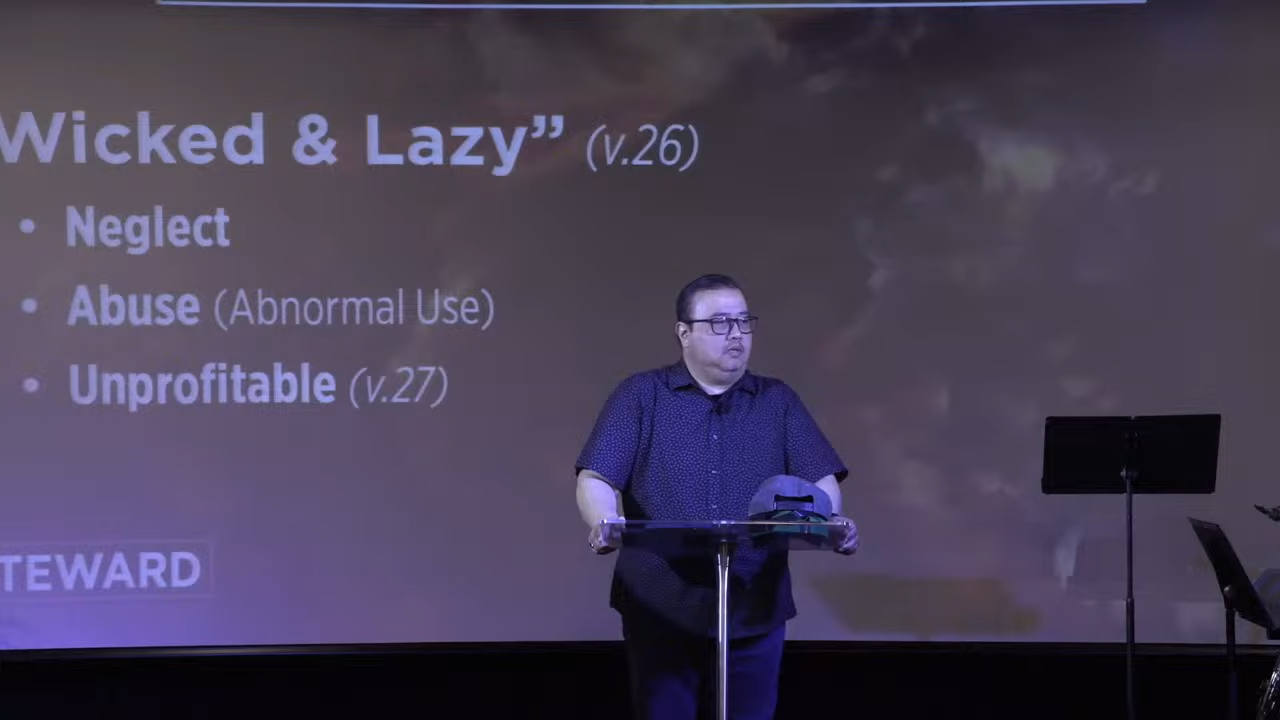 Wicked & Lazy” (v.26)
• Neglect
• Abuse (Abnormal Use)
• Unprofitable (v.27)
TEWARD